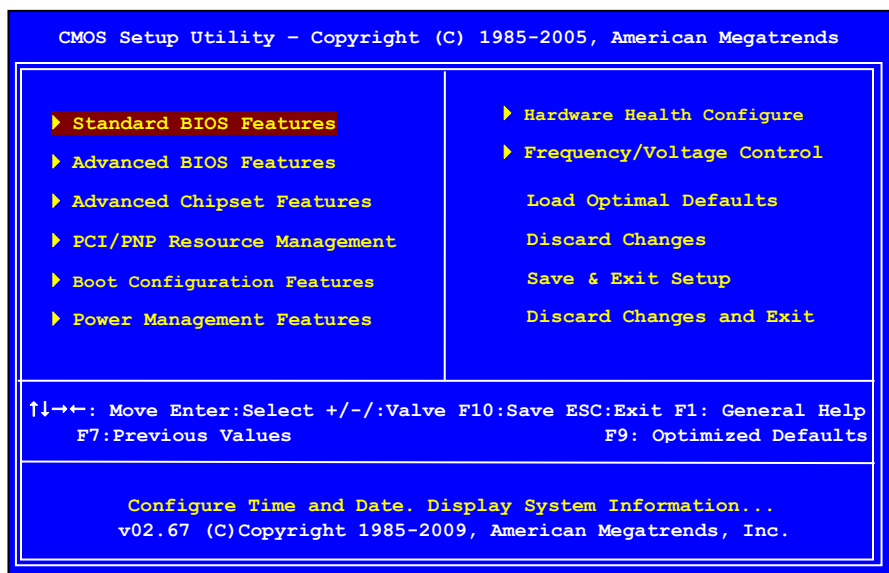 CMOS Setup Utility – Copyright (C) 1985-2005, American Megatrends
Standard BIOS Features
Advanced BIOS Features
Advanced Chipset Features
PCI/PNP Resource Management
Boot Configuration Features
Power Management Features
Hardware Health Configure
Frequency/Voltage Control
Load Optimal Defaults
Discard Changes
Save & Exit Setup
Discard Changes and Exit
↑↓→←: Move Enter:Select +/-/:Valve F10:Save ESC:Exit F1: General Help
F7:Previous Values F9: Optimized Defaults
Configure Time and Date. Display System Information...
v02.67 (C)Copyright 1985-2009, American Megatrends, Inc.